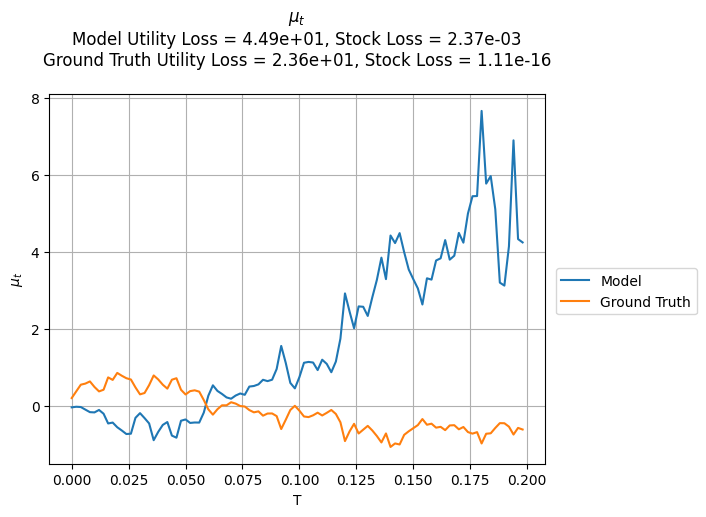 μt
Model Utility Loss = 4.49e+01, Stock Loss = 2.37e-03
Ground Truth Utility Loss = 2.36e+01, Stock Loss = 1.11e-16
8
6
4
2
0
μt
0.000 0.025 0.050 0.075 0.100 0.125 0.150 0.175 0.200
T
Model
Ground Truth